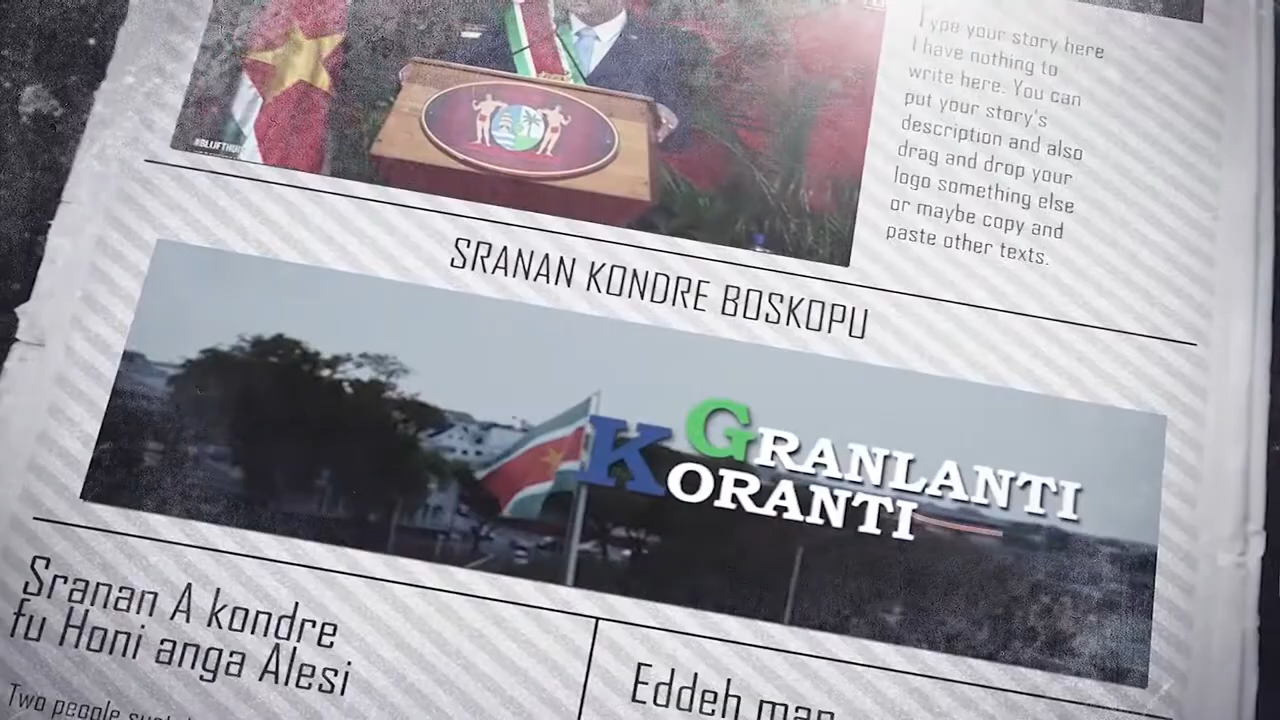 Type your story here
I have nothing to
write here. You can
put your story's
description and also
drag and drop your
logo something else
or maybe copy and
paste other texts.
SRANAN KONDRE BOSKOPU
GRANLANTI
KORANTI
Sranan A kondre
fu Honi anga Alesi
Eddeh man
Two people